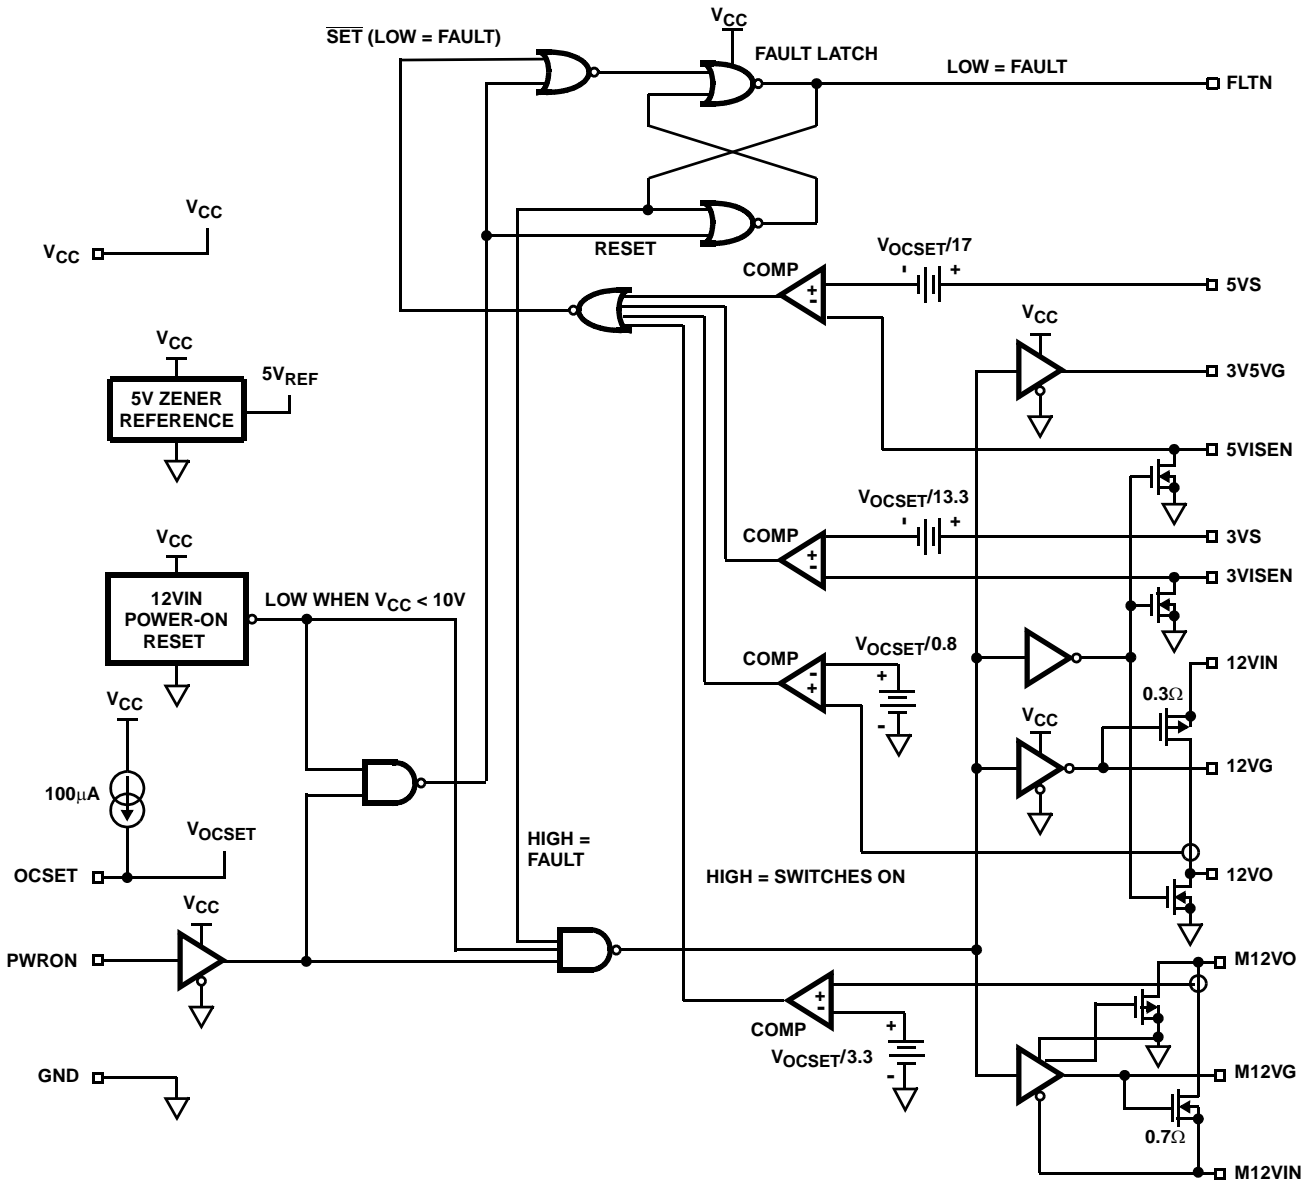 VCC
SET (LOW = FAULT)
FAULT LATCH
LOW = FAULT
FLTN
VCC
VCC
RESET
COMP
+
-
VOCSET/17
-
+
5VS
VCC
3V5VG
VCC
5VREF
5V ZENER
REFERENCE
5VISEN
VOCSET/13.3
-
+
COMP
+
-
3VS
3VISEN
VCC
12VIN
POWER-ON
RESET
LOW WHEN VCC < 10V
COMP
-
+
VOCSET/0.8
+
-
12VIN
0.3Ω
VCC
VCC
12VG
100μA
VOCSET
OCSET
HIGH =
FAULT
HIGH = SWITCHES ON
12VO
VCC
PWRON
M12VO
COMP
+
-
VOCSET/3.3
+
-
GND
M12VG
0.7Ω
M12VIN